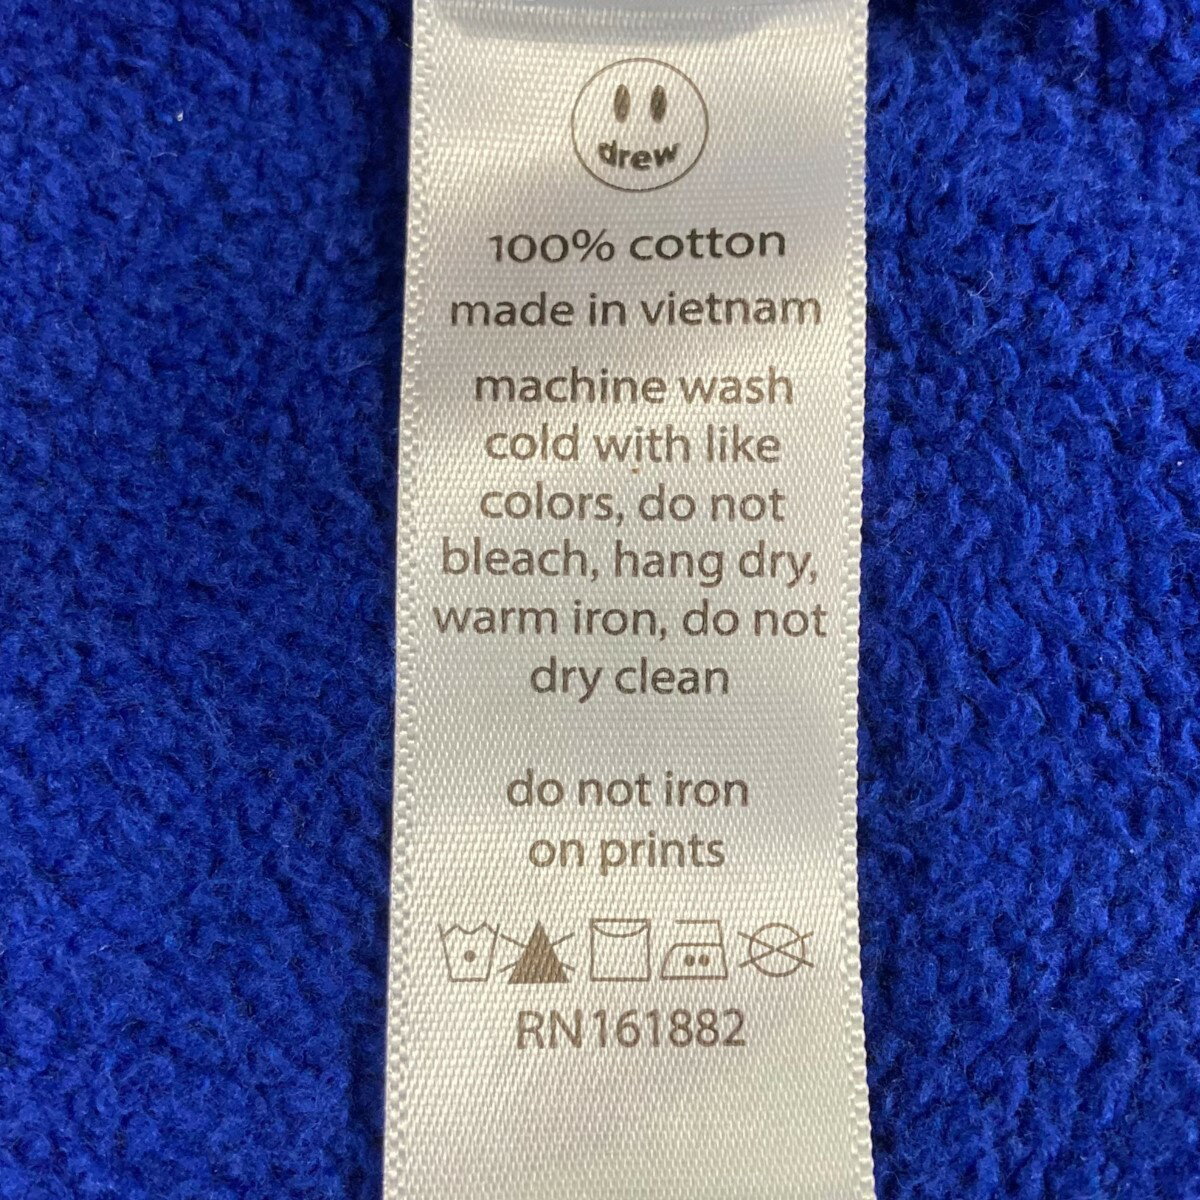 drew
100% cotton
made in vietnam
machine wash
cold with like
colors, do not
bleach, hang dry,
warm iron, do not
dry clean
do not iron
on prints
RN161882